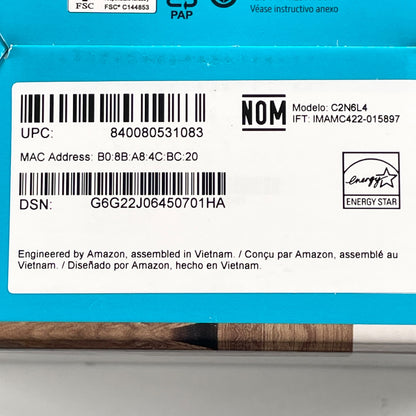 FSC
FSC® C144853
PAP
Véase instructivo anexo
UPC: 840080531083
NOM
Modelo: C2N6L4
IFT: IMAMC422-015897
MAC Address: B0:8B:A8:4C:BC:20
energy
ENERGY STAR
DSN: G6G22J06450701HA
Engineered by Amazon, assembled in Vietnam. / Conçu par Amazon, assemblé au
Vietnam. / Diseñado por Amazon, hecho en Vietnam.